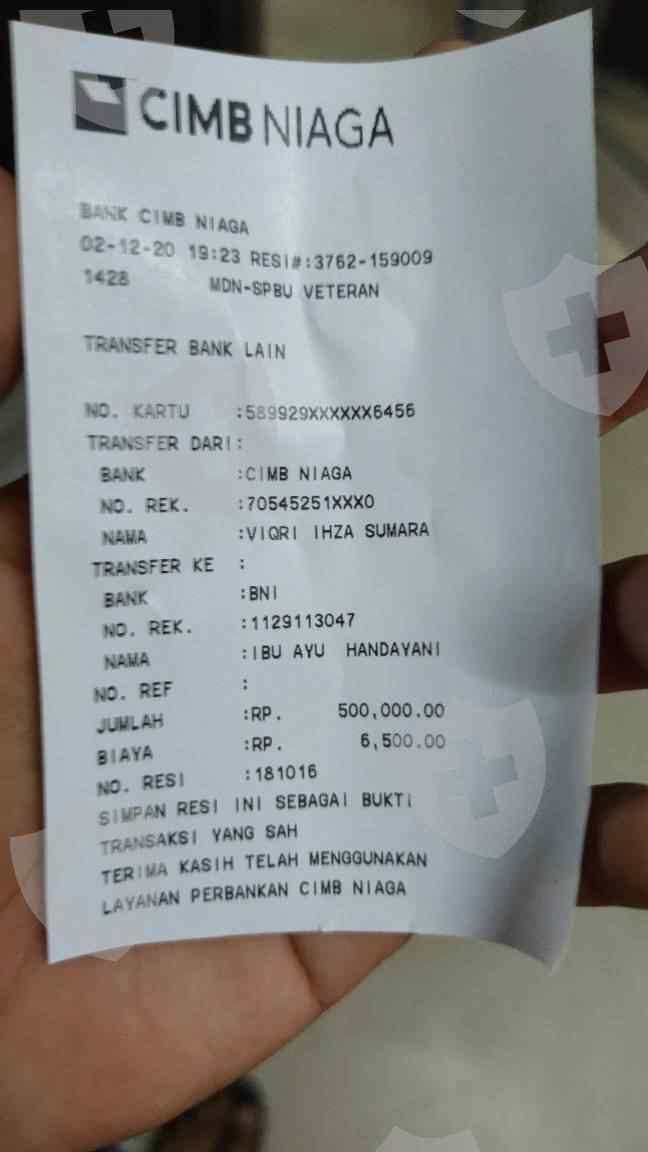 CIMB NIAGA
BANK CIMB NIAGA
02-12-20 19:23 RESI#:3762-159009
1428 MDN-SPBU VETERAN
TRANSFER BANK LAIN
NO. KARTU :589929XXXXXX6456
TRANSFER DARI:
BANK :CIMB NIAGA
NO. REK. :70545251XXX0
NAMA :VIQRI IHZA SUMARA
TRANSFER KE :
BANK :BNI
NO. REK. :1129113047
NAMA :IBU AYU HANDAYANI
NO. REF :
JUMLAH :RP. 500,000.00
BIAYA :RP. 6,500.00
NO. RESI :181016
SIMPAN RESI INI SEBAGAI BUKTI
TRANSAKSI YANG SAH
TERIMA KASIH TELAH MENGGUNAKAN
LAYANAN PERBANKAN CIMB NIAGA